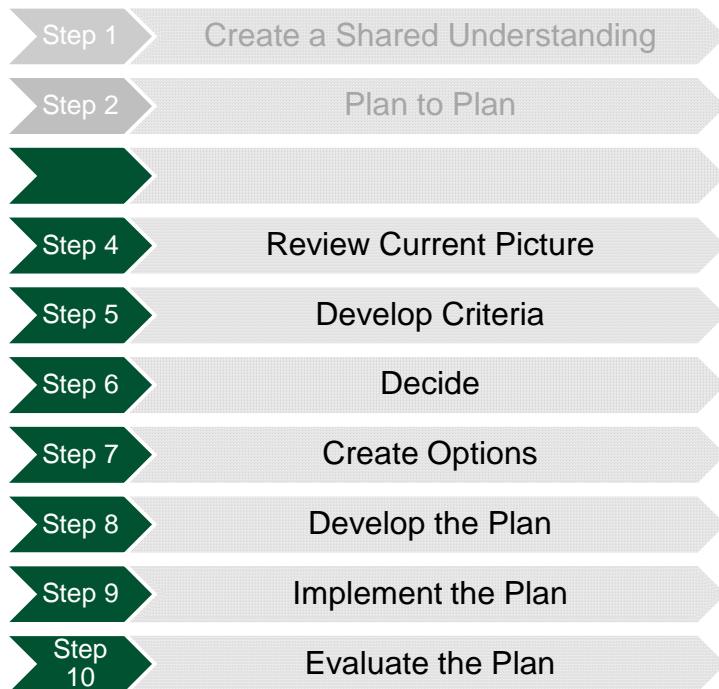 Step 1 Create a Shared Understanding
Step 2 Plan to Plan
Step 4 Review Current Picture
Step 5 Develop Criteria
Step 6 Decide
Step 7 Create Options
Step 8 Develop the Plan
Step 9 Implement the Plan
Step
10 Evaluate the Plan